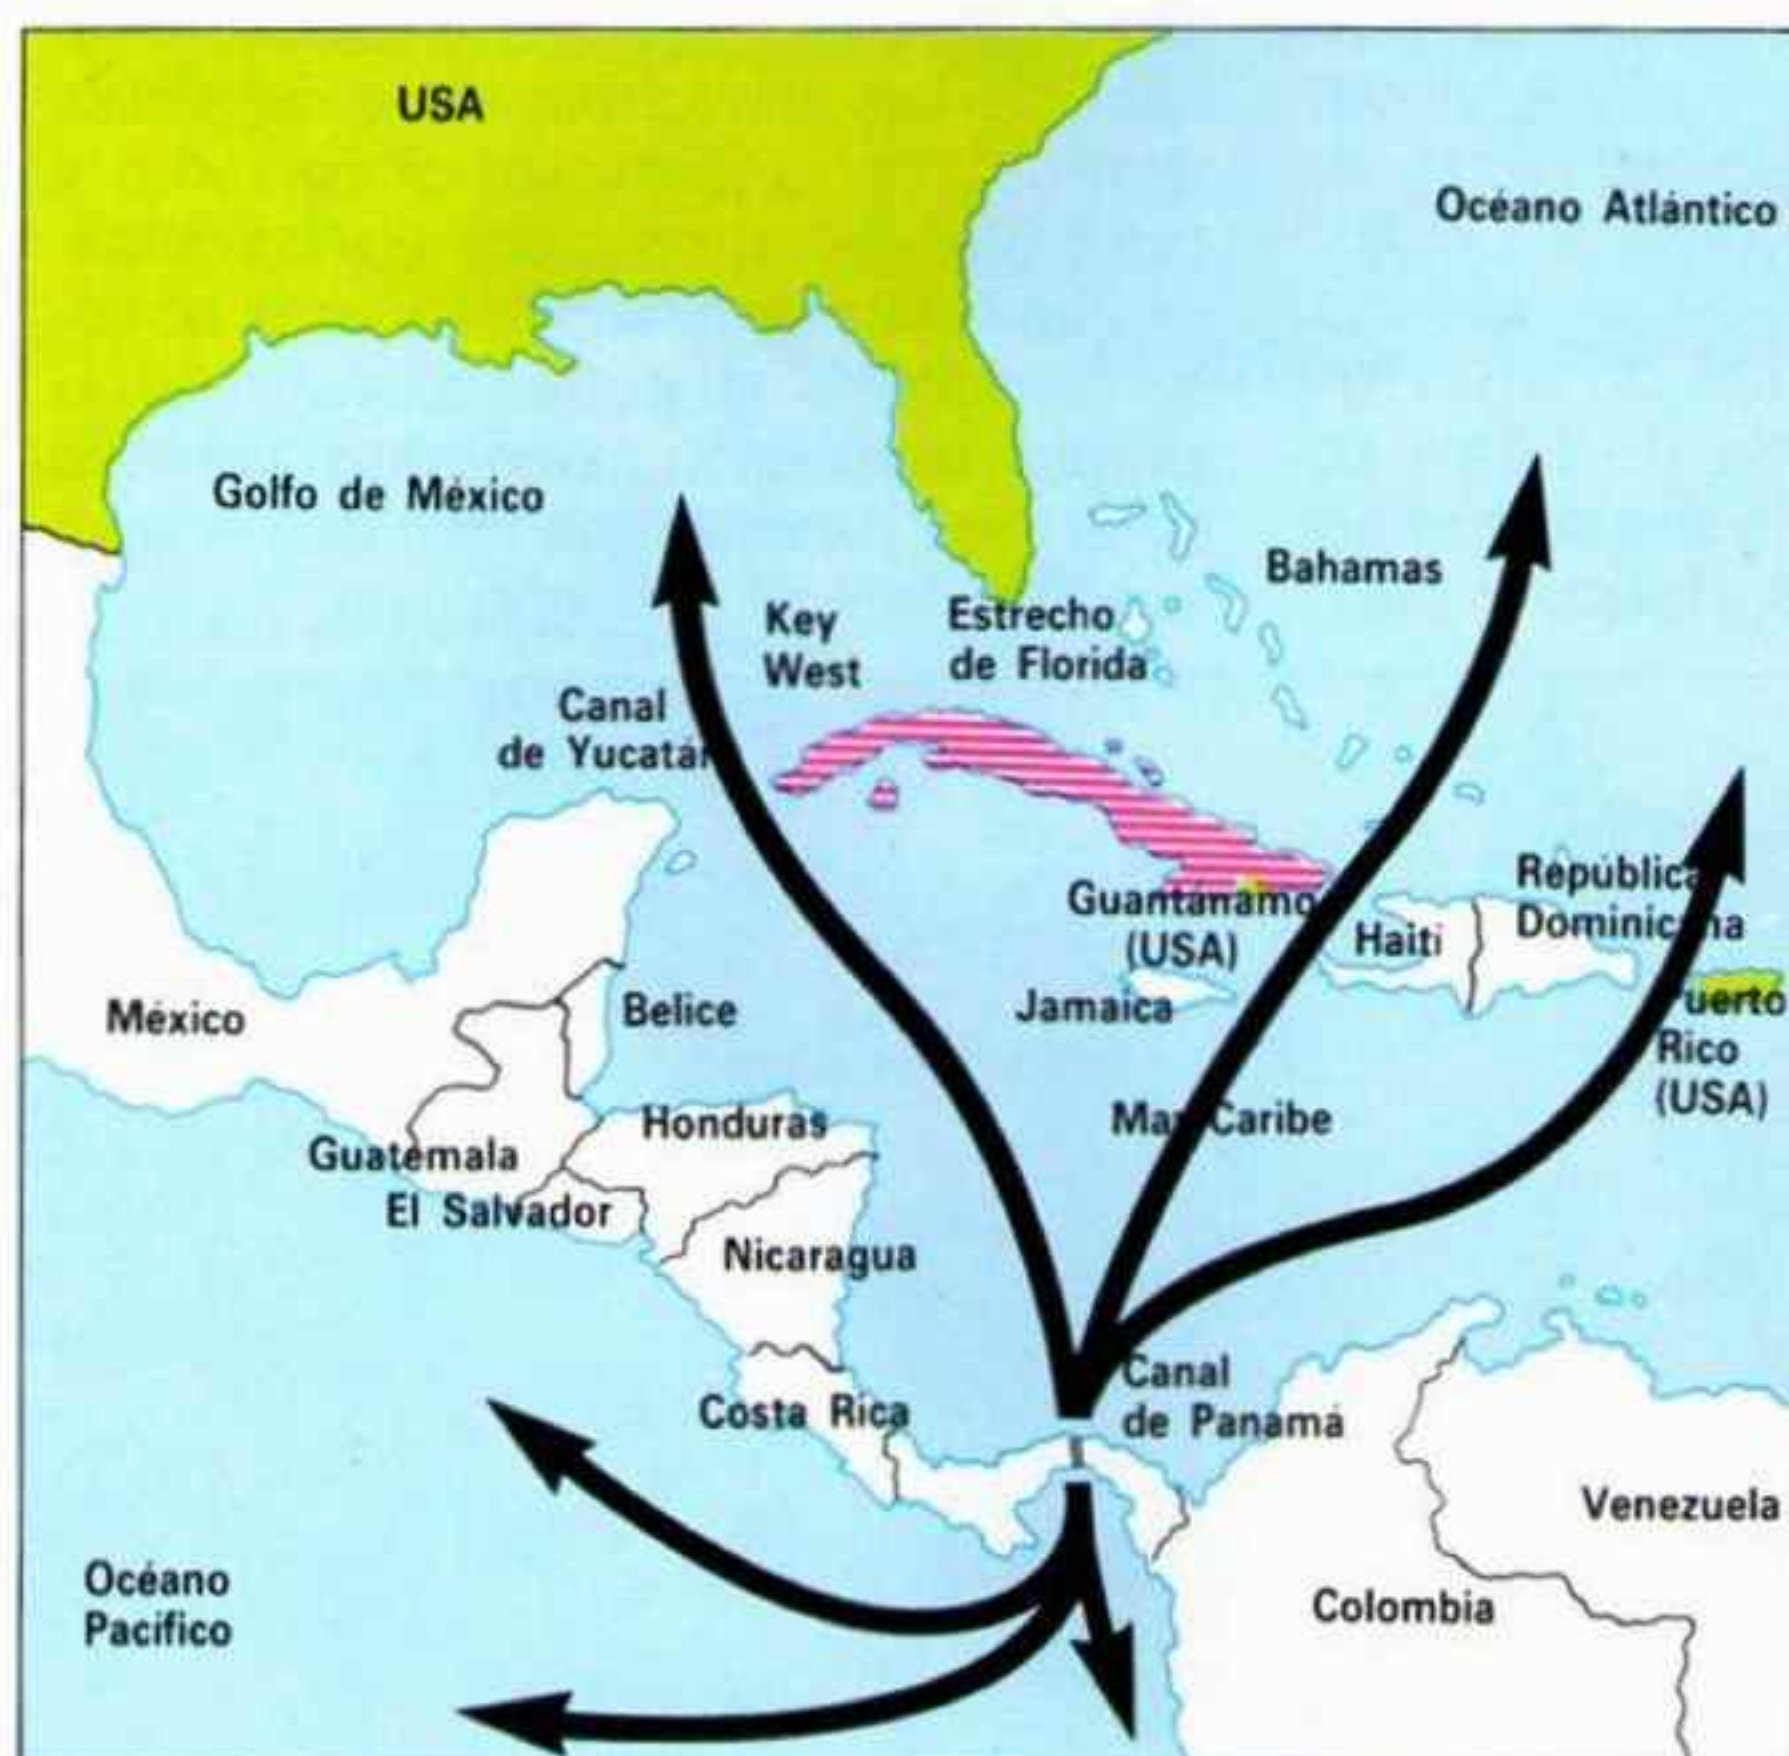 USA
Océano Atlántico
Golfo de México
Bahamas
Key
West
Estrecho
de Florida
Canal
de Yucatán
Guantánamo
(USA)
Haiti
República
Dominicana
Jamaica
Puerto
Rico
(USA)
México
Belice
Mar Caribe
Honduras
Guatemala
El Salvador
Nicaragua
Canal
de Panamá
Costa Rica
Venezuela
Océano
Pacífico
Colombia